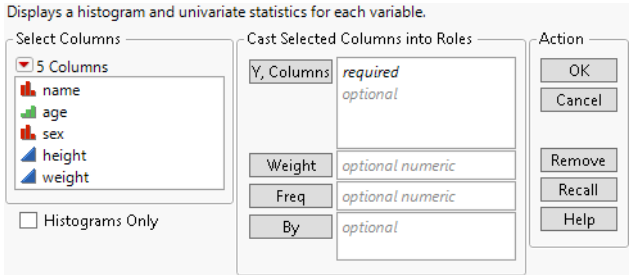 Displays a histogram and univariate statistics for each variable.
Select Columns
5 Columns
name
age
sex
height
weight
Histograms Only
Cast Selected Columns into Roles
Y, Columns
required
optional
Weight
optional numeric
Freq
optional numeric
By
optional
Action
OK
Cancel
Remove
Recall
Help